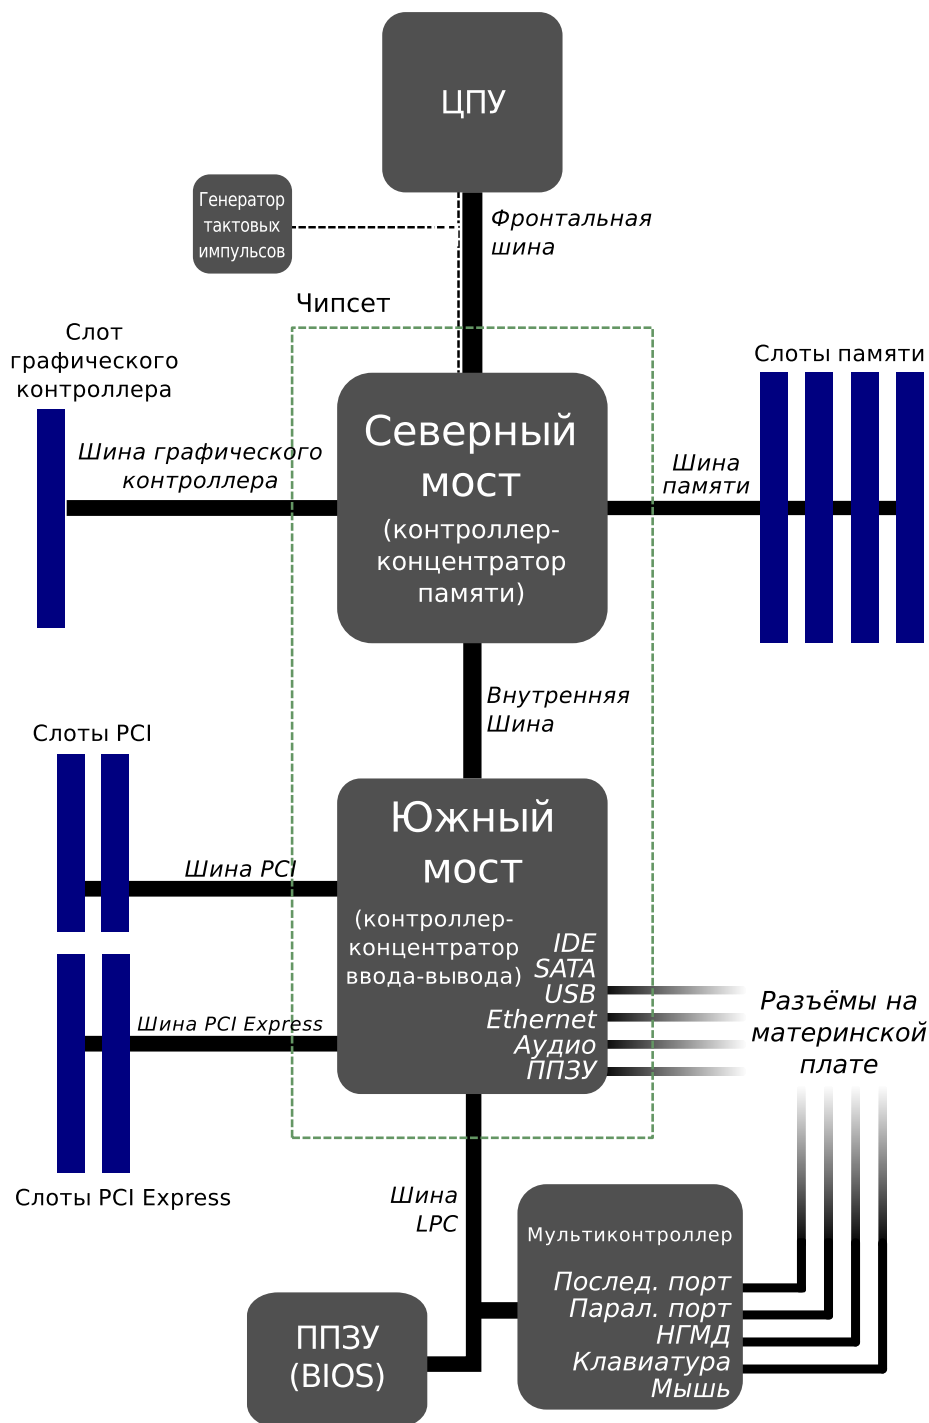 ЦПУ
Генератор
тактовых
импульсов
Фронтальная
шина
Чипсет
Слот
графического
контроллера
Шина графического
контроллера
Северный
мост
(контроллер-
концентратор
памяти)
Шина
памяти
Слоты памяти
Внутренняя
Шина
Слоты PCI
Шина PCI
Южный
мост
(контроллер-
концентратор
ввода-вывода)
IDE
SATA
USB
Ethernet
Аудио
ППЗУ
Разъёмы на
материнской
плате
Шина PCI Express
Слоты PCI Express
Шина
LPC
Мультиконтроллер
Послед. порт
Парал. порт
НГМД
Клавиатура
Мышь
ППЗУ
(BIOS)